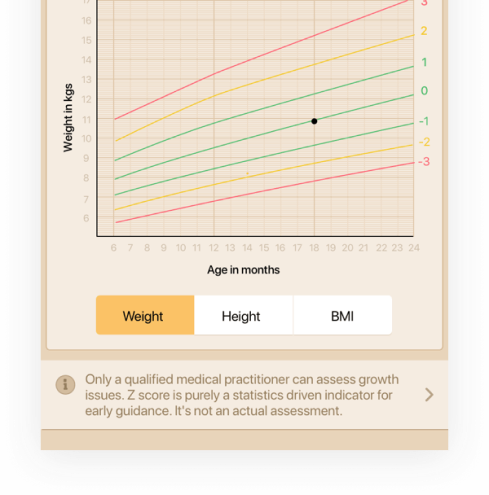 17
3
16
2
15
14
1
13
0
12
11
-1
10
-2
9
-3
8
7
6
Weight in kgs
6 7 8 9 10 11 12 13 14 15 16 17 18 19 20 21 22 23 24
Age in months
Weight Height BMI
Only a qualified medical practitioner can assess growth
issues. Z score is purely a statistics driven indicator for
early guidance. It's not an actual assessment.